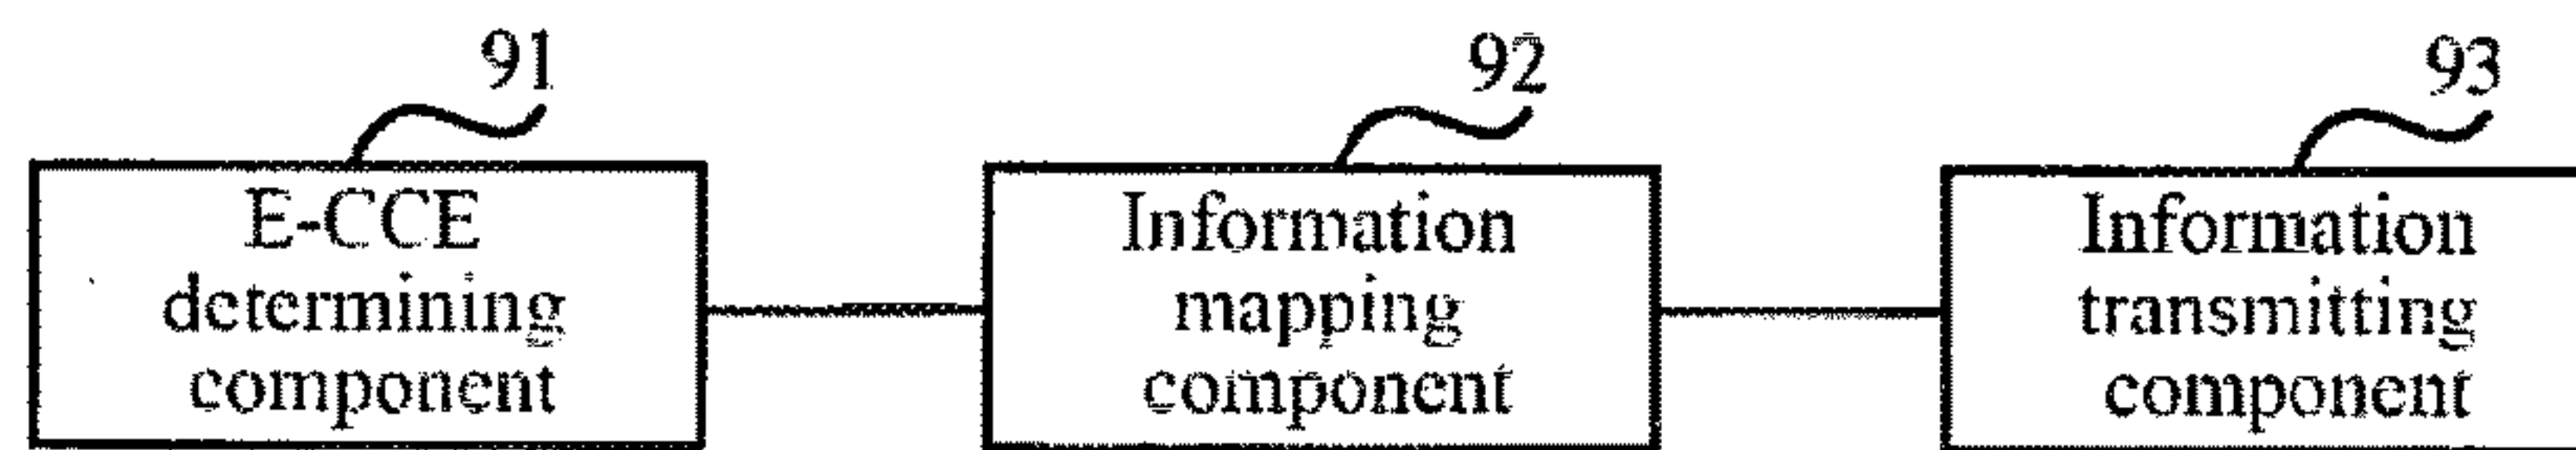 91
92
93
E-CCE
determining
component
Information
mapping
component
Information
transmitting
component